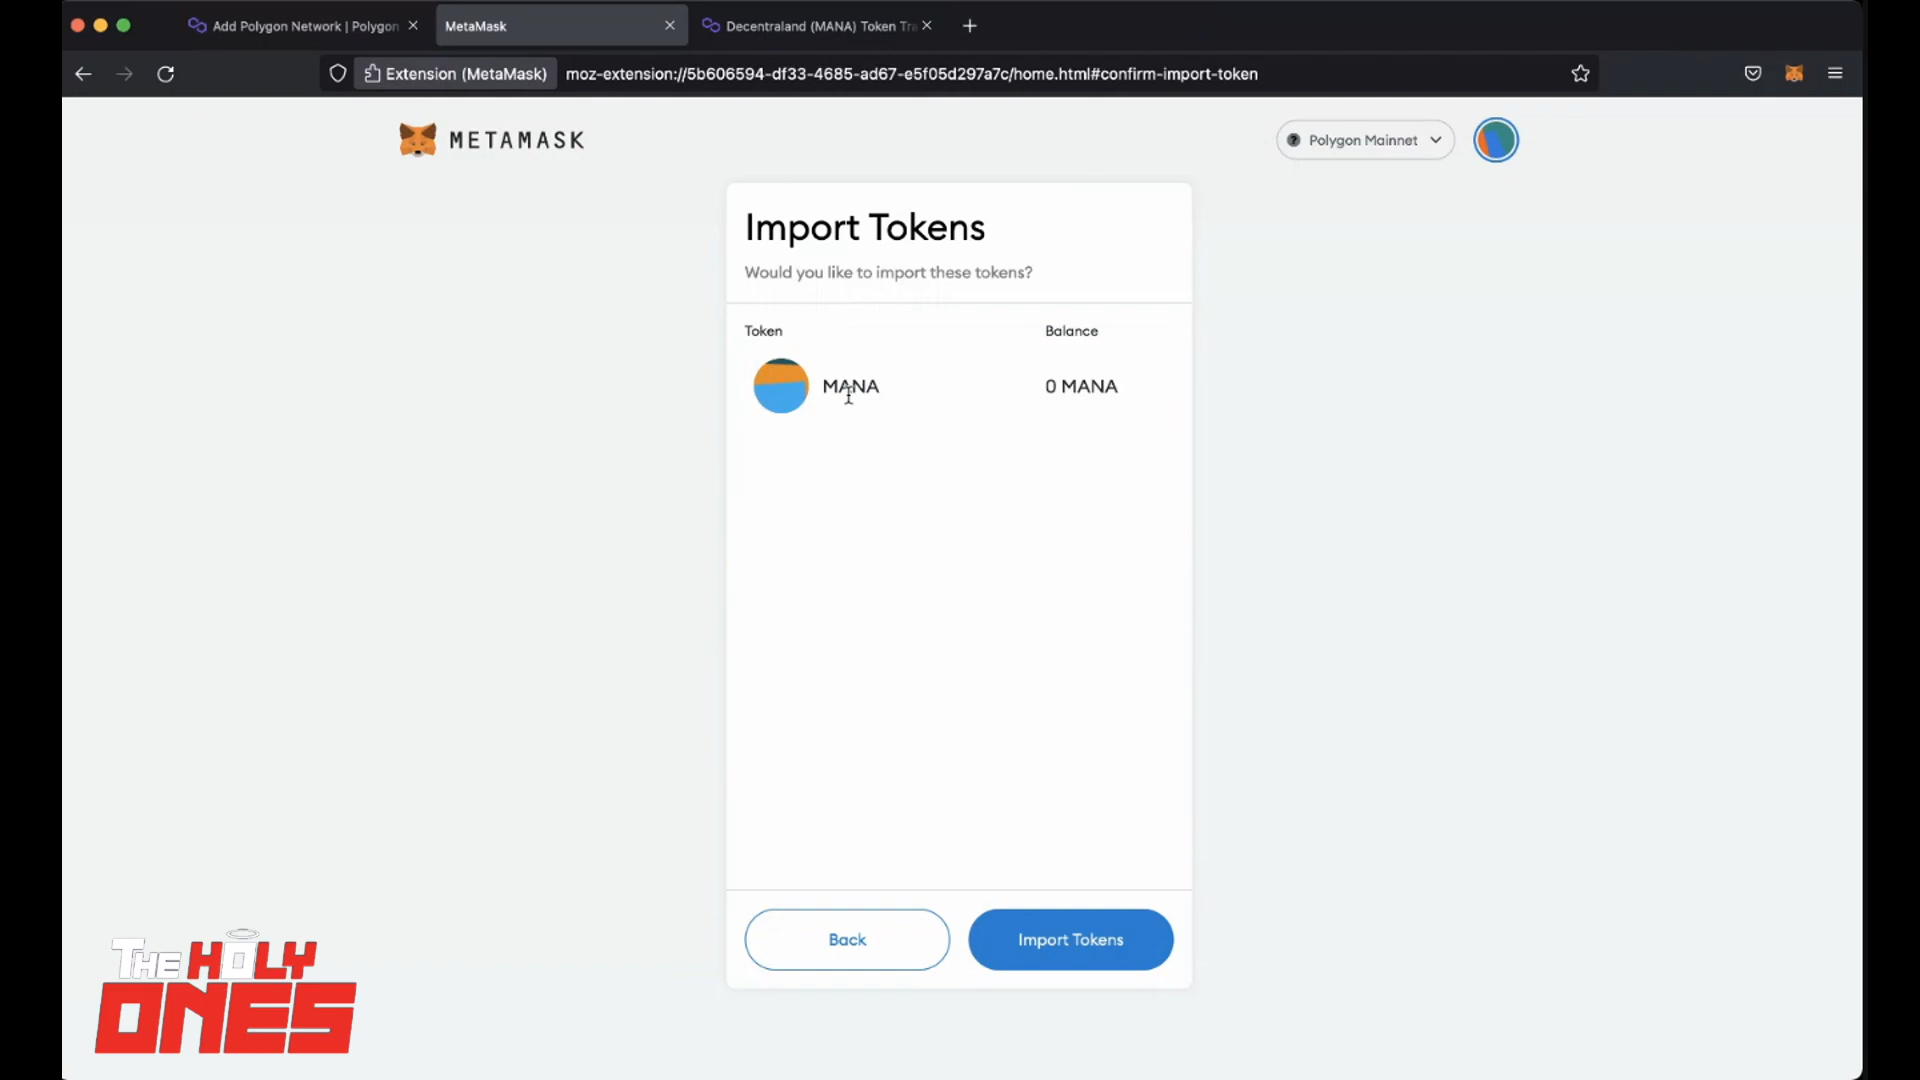 Add Polygon Network | Polygon
MetaMask
Decentraland (MANA) Token Tra
Extension (MetaMask)
moz-extension://5b606594-df33-4685-ad67-e5f05d297a7c/home.html#confirm-import-token
METAMASK
Polygon Mainnet
Import Tokens
Would you like to import these tokens?
Token
Balance
MANA
0 MANA
Back
Import Tokens
THE HOLY
ONES